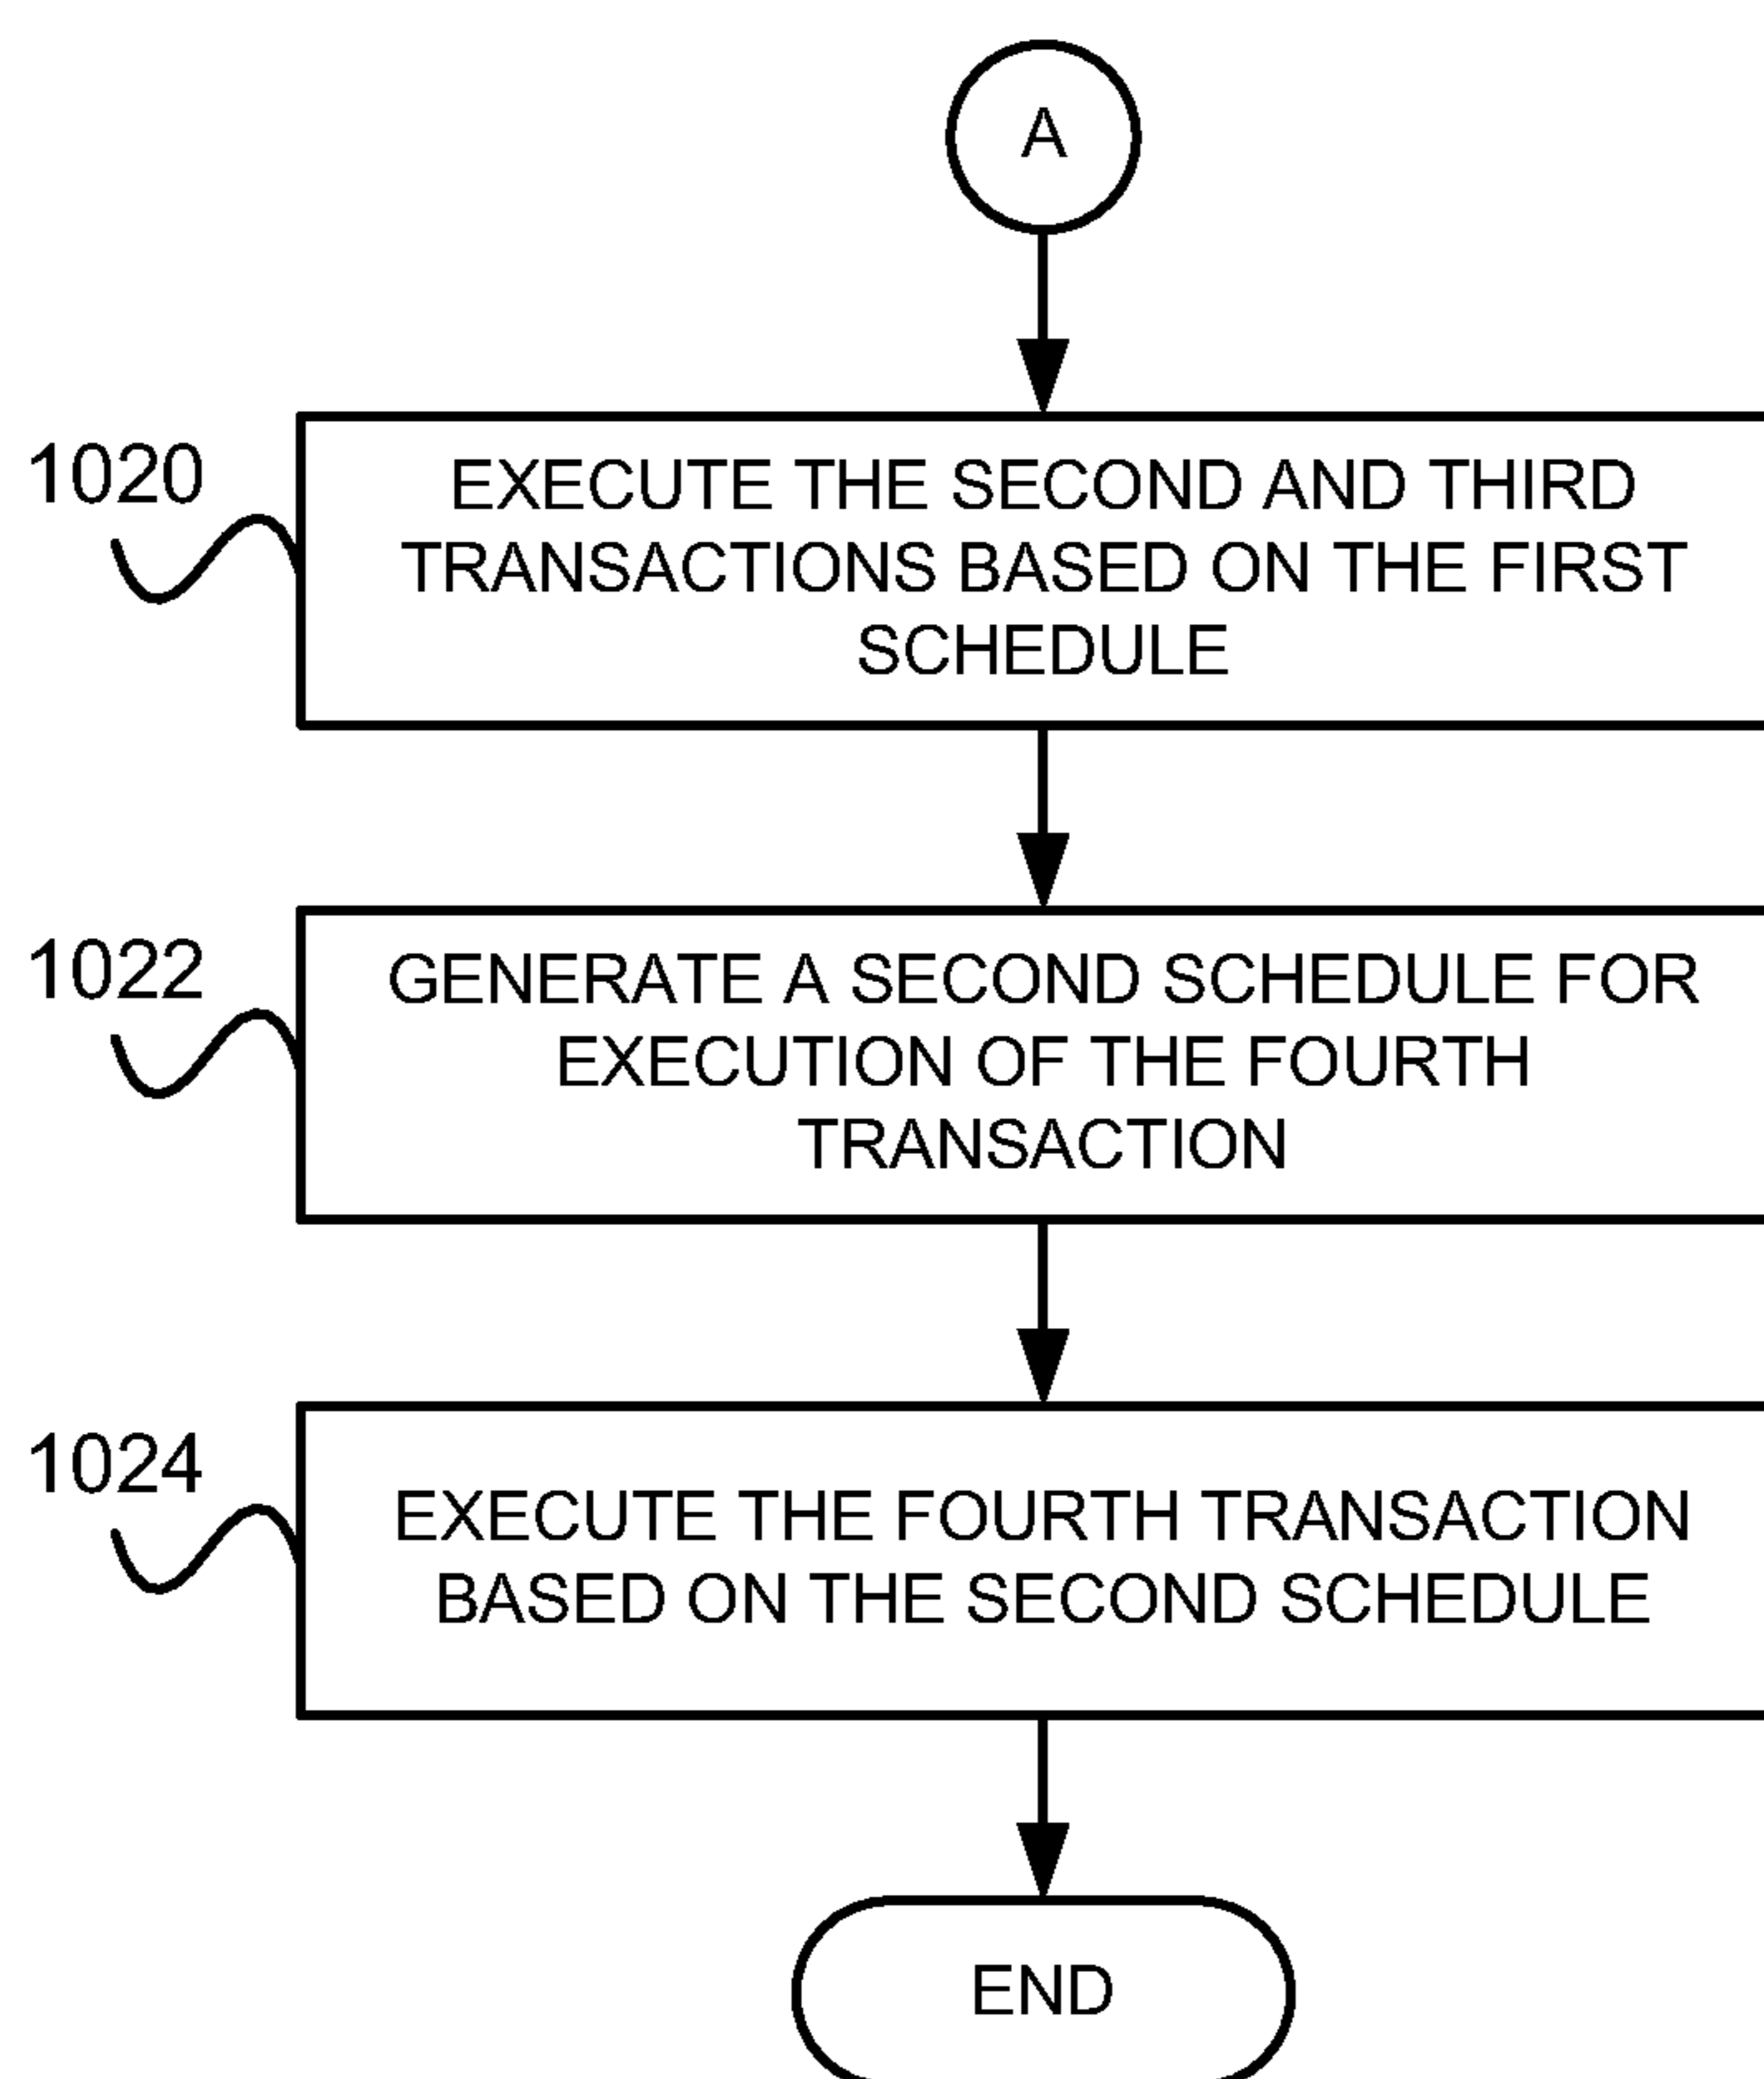 A
1020
EXECUTE THE SECOND AND THIRD
TRANSACTIONS BASED ON THE FIRST
SCHEDULE
1022
GENERATE A SECOND SCHEDULE FOR
EXECUTION OF THE FOURTH
TRANSACTION
1024
EXECUTE THE FOURTH TRANSACTION
BASED ON THE SECOND SCHEDULE
END